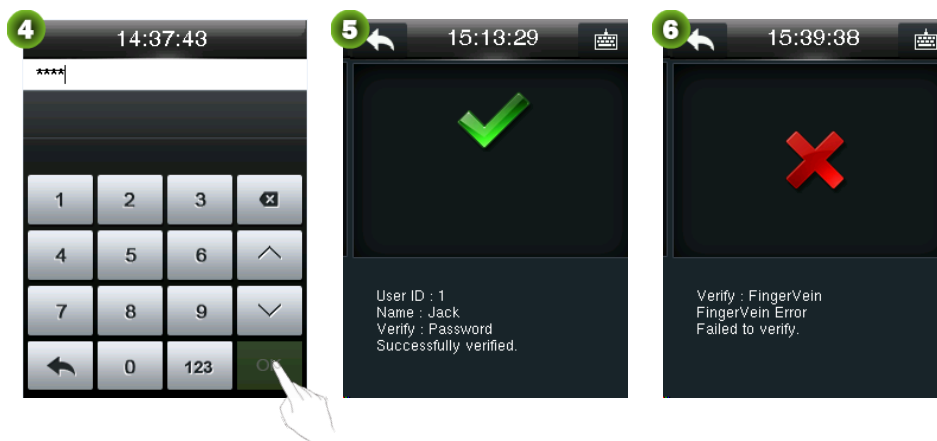 4
14:37:43
****
1 2 3
4 5 6
7 8 9
0 123 OK
5
15:13:29
User ID : 1
Name : Jack
Verify : Password
Successfully verified.
6
15:39:38
Verify : FingerVein
FingerVein Error
Failed to verify.